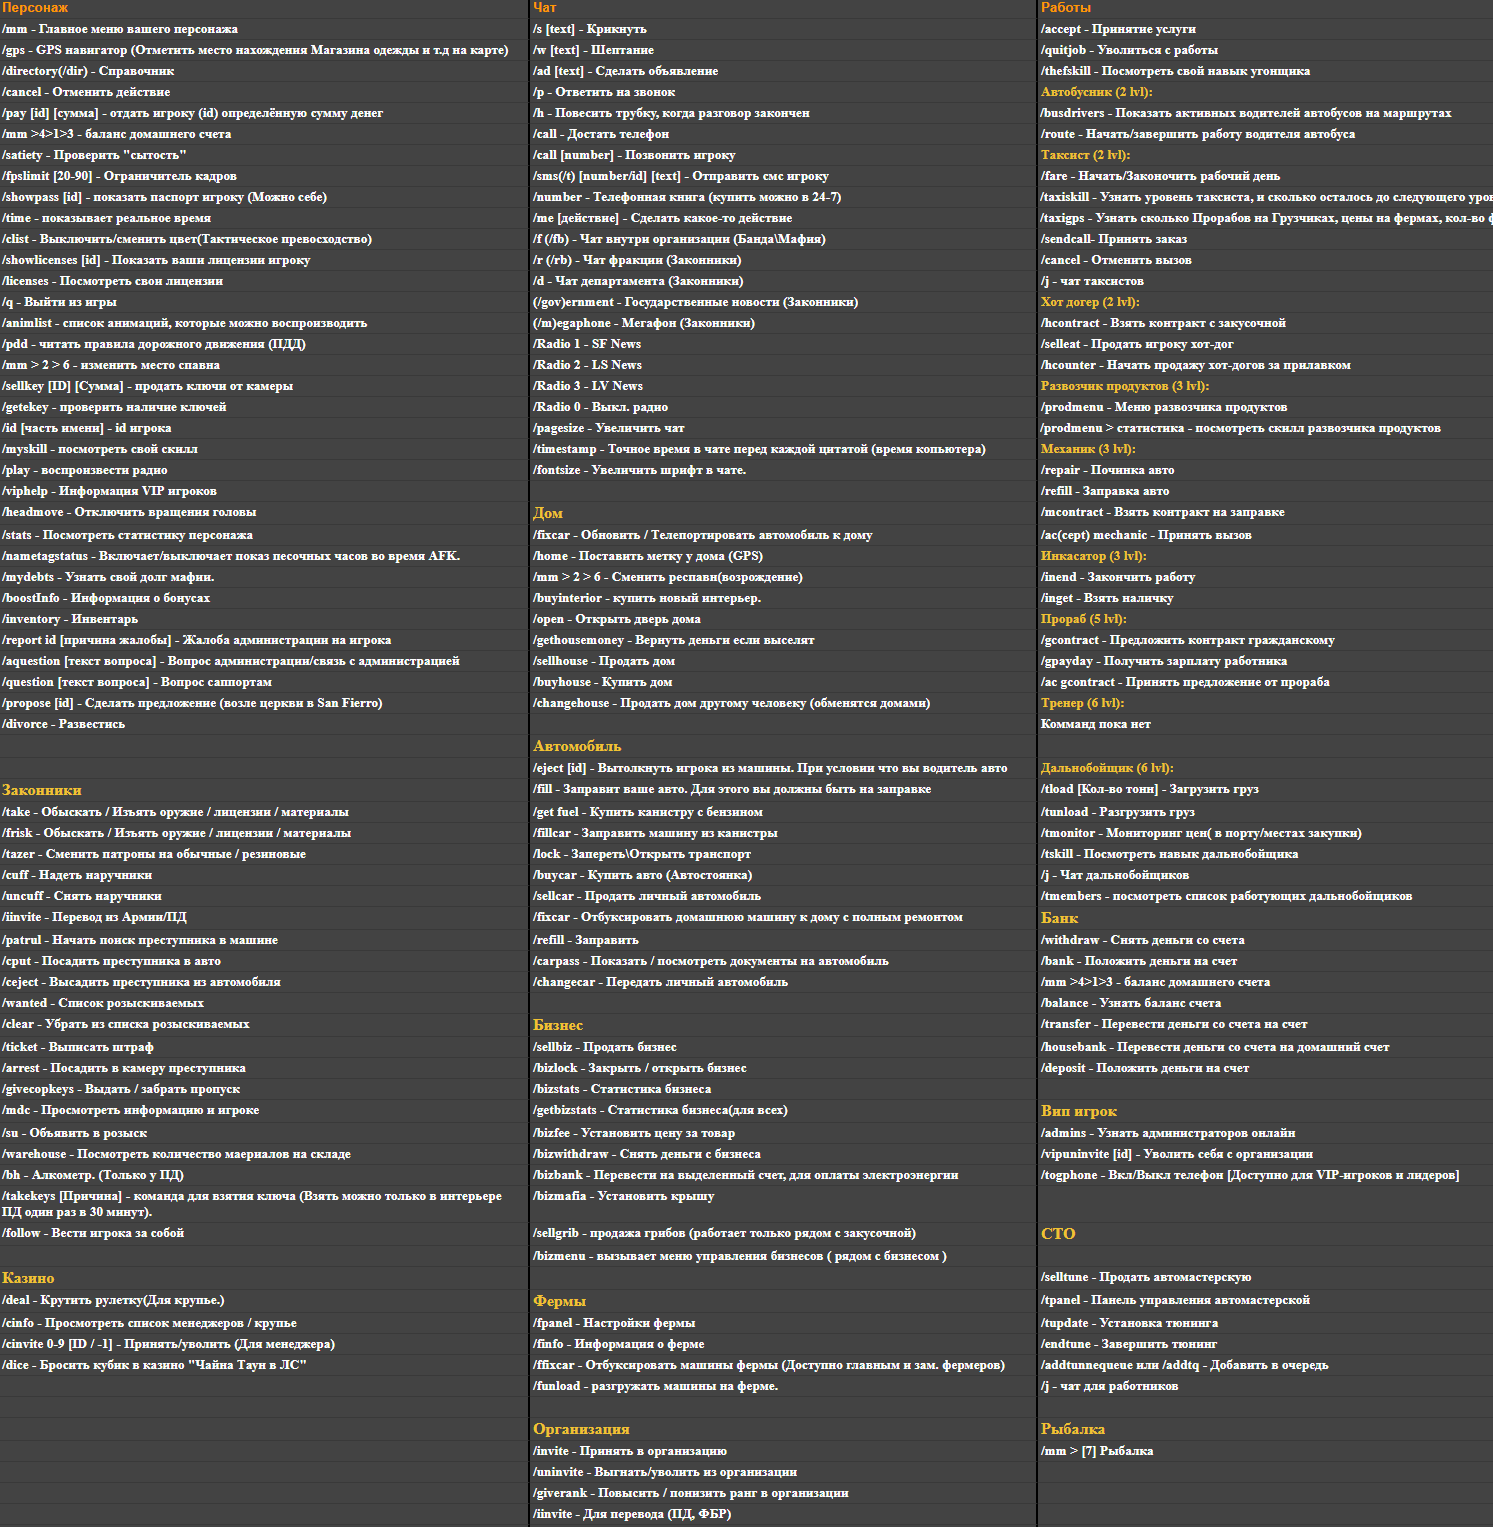 Персонаж
/mm - Главное меню вашего персонажа
/gps - GPS навигатор (Отметить место нахождения Магазина одежды и т.д на карте)
/directory(/dir) - Справочник
/cancel - Отменить действие
/pay [id] [сумма] - отдать игроку (id) определённую сумму денег
/mm >4>1>3 - баланс домашнего счета
/satiety - Проверить "сытость"
/fpslimit [20-90] - Ограничитель кадров
/showpass [id] - показать паспорт игроку (Можно себе)
/time - показывает реальное время
/clist - Выключить/сменить цвет(Тактическое превосходство)
/showlicenses [id] - Показать ваши лицензии игроку
/licenses - Посмотреть свои лицензии
/q - Выйти из игры
/animlist - список анимаций, которые можно воспроизводить
/pdd - читать правила дорожного движения (ПДД)
/mm > 2 > 6 - изменить место спавна
/sellkey [ID] [Сумма] - продать ключи от камеры
/getekey - проверить наличие ключей
/id [часть имени] - id игрока
/myskill - посмотреть свой скилл
/play - воспроизвести радио
/viphelp - Информация VIP игроков
/headmove - Отключить вращения головы
/stats - Посмотреть статистику персонажа
/nametagstatus - Включает/выключает показ песочных часов во время AFK.
/mydebts - Узнать свой долг мафии.
/boostInfo - Информация о бонусах
/inventory - Инвентарь
/report id [причина жалобы] - Жалоба администрации на игрока
/aquestion [текст вопроса] - Вопрос администрации/связь с администрацией
/question [текст вопроса] - Вопрос саппортам
/propose [id] - Сделать предложение (возле церкви в San Fierro)
/divorce - Развестись
Законники
/take - Обыскать / Изъять оружие / лицензии / материалы
/frisk - Обыскать / Изъять оружие / лицензии / материалы
/tazer - Сменить патроны на обычные / резиновые
/cuff - Надеть наручники
/uncuff - Снять наручники
/iinvite - Перевод из Армии/ПД
/patrul - Начать поиск преступника в машине
/cput - Посадить преступника в авто
/ceject - Высадить преступника из автомобиля
/wanted - Список розыскиваемых
/clear - Убрать из списка розыскиваемых
/ticket - Выписать штраф
/arrest - Посадить в камеру преступника
/givecopkeys - Выдать / забрать пропуск
/mdc - Просмотреть информацию и игроке
/su - Объявить в розыск
/warehouse - Посмотреть количество маериалов на складе
/bh - Алкометр. (Только у ПД)
/takekeys [Причина] - команда для взятия ключа (Взять можно только в интерьере
ПД один раз в 30 минут).
/follow - Вести игрока за собой
Казино
/deal - Крутить рулетку(Для крупье.)
/cinfo - Просмотреть список менеджеров / крупье
/cinvite 0-9 [ID / -1] - Принять/уволить (Для менеджера)
/dice - Бросить кубик в казино "Чайна Таун в ЛС"
Чат
/s [text] - Крикнуть
/w [text] - Шептание
/ad [text] - Сделать объявление
/p - Ответить на звонок
/h - Повесить трубку, когда разговор закончен
/call - Достать телефон
/call [number] - Позвонить игроку
/sms(/t) [number/id] [text] - Отправить смс игроку
/number - Телефонная книга (купить можно в 24-7)
/me [действие] - Сделать какое-то действие
/f (/fb) - Чат внутри организации (Банда\Мафия)
/r (/rb) - Чат фракции (Законники)
/d - Чат департамента (Законники)
(/gov)ernment - Государственные новости (Законники)
(/m)egaphone - Мегафон (Законники)
/Radio 1 - SF News
/Radio 2 - LS News
/Radio 3 - LV News
/Radio 0 - Выкл. радио
/pagesize - Увеличить чат
/timestamp - Точное время в чате перед каждой цитатой (время копьютера)
/fontsize - Увеличить шрифт в чате.
Дом
/fixcar - Обновить / Телепортировать автомобиль к дому
/home - Поставить метку у дома (GPS)
/mm > 2 > 6 - Сменить респавн(возрождение)
/buyinterior - купить новый интерьер.
/open - Открыть дверь дома
/gethousemoney - Вернуть деньги если выселят
/sellhouse - Продать дом
/buyhouse - Купить дом
/changehouse - Продать дом другому человеку (обменятся домами)
Автомобиль
/eject [id] - Вытолкнуть игрока из машины. При условии что вы водитель авто
/fill - Заправит ваше авто. Для этого вы должны быть на заправке
/get fuel - Купить канистру с бензином
/fillcar - Заправить машину из канистры
/lock - Запереть\Открыть транспорт
/buycar - Купить авто (Автостоянка)
/sellcar - Продать личный автомобиль
/fixcar - Отбуксировать домашнюю машину к дому с полным ремонтом
/refill - Заправить
/carpass - Показать / посмотреть документы на автомобиль
/changecar - Передать личный автомобиль
Бизнес
/sellbiz - Продать бизнес
/bizlock - Закрыть / открыть бизнес
/bizstats - Статистика бизнеса
/getbizstats - Статистика бизнеса(для всех)
/bizfee - Установить цену за товар
/bizwithdraw - Снять деньги с бизнеса
/bizbank - Перевести на выделенный счет, для оплаты электроэнергии
/bizmafia - Установить крышу
/sellgrib - продажа грибов (работает только рядом с закусочной)
/bizmenu - вызывает меню управления бизнесов ( рядом с бизнесом )
Фермы
/fpanel - Настройки фермы
/finfo - Информация о ферме
/ffixcar - Отбуксировать машины фермы (Доступно главным и зам. фермеров)
/funload - разгружать машины на ферме.
Организация
/invite - Принять в организацию
/uninvite - Выгнать/уволить из организации
/giverank - Повысить / понизить ранг в организации
/iinvite - Для перевода (ПД, ФБР)
Работы
/accept - Принятие услуги
/quitjob - Уволиться с работы
/thefskill - Посмотреть свой навык угонщика
Автобусник (2 lvl):
/busdrivers - Показать активных водителей автобусов на маршрутах
/route - Начать/завершить работу водителя автобуса
Таксист (2 lvl):
/fare - Начать/Закончить рабочий день
/taxiskill - Узнать уровень таксиста, и сколько осталось до следующего
/taxigps - Узнать сколько Прорабов на Грузчиках, цены на фермах, кол-во
/sendcall- Принять заказ
/cancel - Отменить вызов
/j - чат таксистов
Хот догер (2 lvl):
/hcontract - Взять контракт с закусочной
/selleat - Продать игроку хот-дог
/hcounter - Начать продажу хот-догов за прилавком
Развозчик продуктов (3 lvl):
/prodmenu - Меню развозчика продуктов
/prodmenu > статистика - посмотреть скилл развозчика продуктов
Механик (3 lvl):
/repair - Починка авто
/refill - Заправка авто
/mcontract - Взять контракт на заправке
/ac(cept) mechanic - Принять вызов
Инкасатор (3 lvl):
/inend - Закончить работу
/inget - Взять наличку
Прораб (5 lvl):
/gcontract - Предложить контракт гражданскому
/gpayday - Получить зарплату работника
/ac gcontract - Принять предложение от прораба
Тренер (6 lvl):
Комманд пока нет
Дальнобойщик (6 lvl):
/tload [Кол-во тонн] - Загрузить груз
/tunload - Разгрузить груз
/tmonitor - Мониторинг цен( в порту/местах закупки)
/tskill - Посмотреть навык дальнобойщика
/j - Чат дальнобойщиков
/tmembers - посмотреть список работующих дальнобойщиков
Банк
/withdraw - Снять деньги со счета
/bank - Положить деньги на счет
/mm >4>1>3 - баланс домашнего счета
/balance - Узнать баланс счета
/transfer - Перевести деньги со счета на счет
/housebank - Перевести деньги со счета на домашний счет
/deposit - Положить деньги на счет
Вип игрок
/admins - Узнать администраторов онлайн
/vipuninvite [id] - Уволить себя с организации
/togphone - Вкл/Выкл телефон [Доступно для VIP-игроков и лидеров]
СТО
/selltune - Продать автомастерскую
/tpanel - Панель управления автомастерской
/tupdate - Установка тюнинга
/endtune - Завершить тюнинг
/addtunnequeue или /addtq - Добавить в очередь
/j - чат для работников
Рыбалка
/mm > [7] Рыбалка